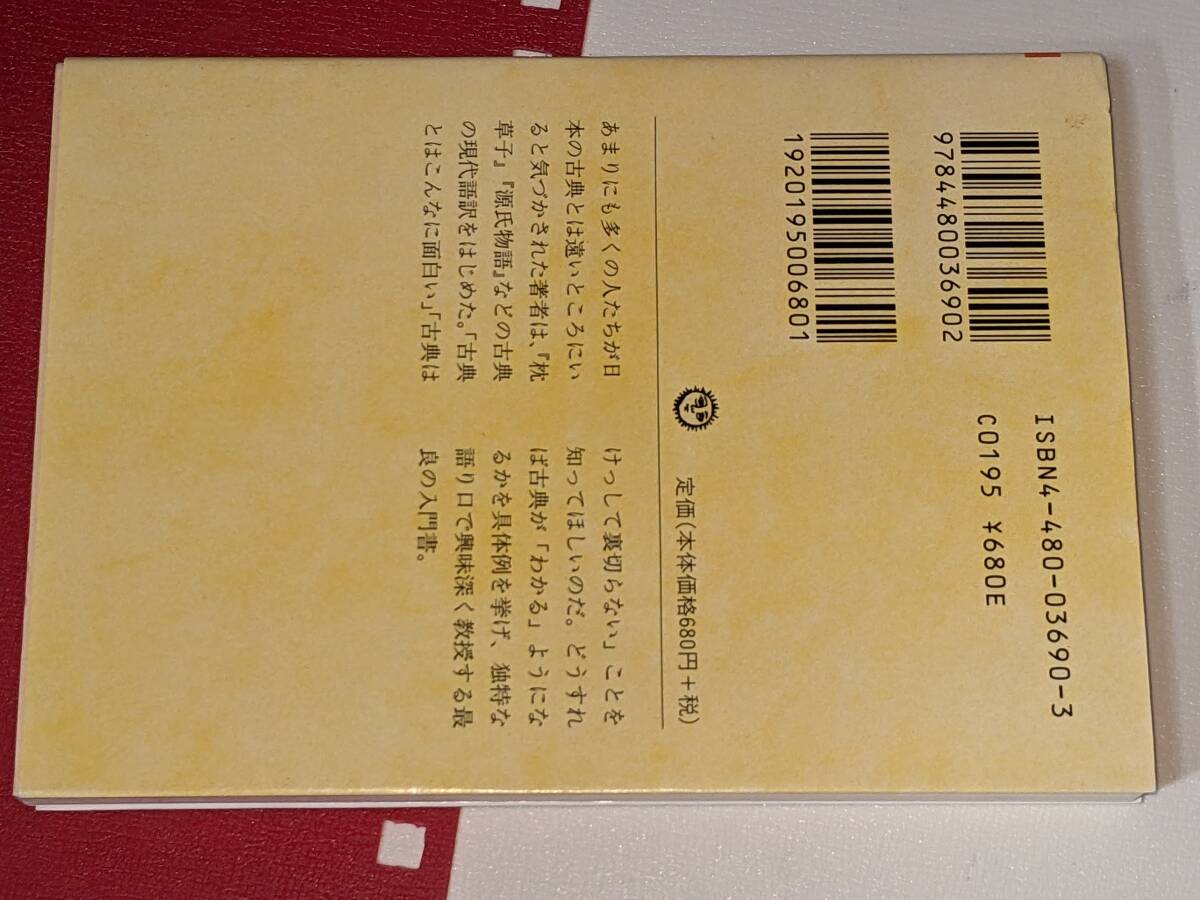 9784480036902
1920195006801
ISBN4-480-03690-3
C0195 ¥680E
定価(本体価格680円+税)
あまりにも多くの人たちが日
本の古典とは遠いところにい
ると気づかされた著者は、『枕
草子』『源氏物語』などの古典
の現代語訳をはじめた。「古典
とはこんなに面白い」「古典は
けっして裏切らない」ことを
知ってほしいのだ。どうすれ
ば古典が「わかる」ようにな
るかを具体例を挙げ、独特な
語り口で興味深く教授する最
良の入門書。